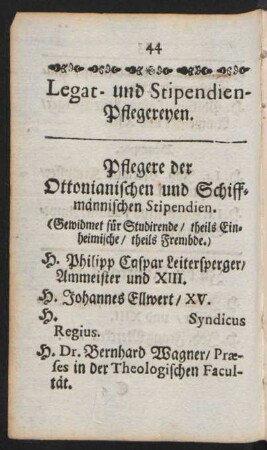 44
Legat- und Stipendien-
Pflegereyen.
Pflegere der
Ottonianischen und Schiff-
männischen Stipendien.
(Gewidmet für Studirende/ theils Ein-
heimische/ theils Frembde.)
H. Philipp Caspar Leitersperger/
Ammeister und XIII.
H. Johannes Ellwert/ XV.
H. Syndicus
Regius.
H. Dr. Bernhard Wagner/ Præ-
ses in der Theologischen Facul-
tät.